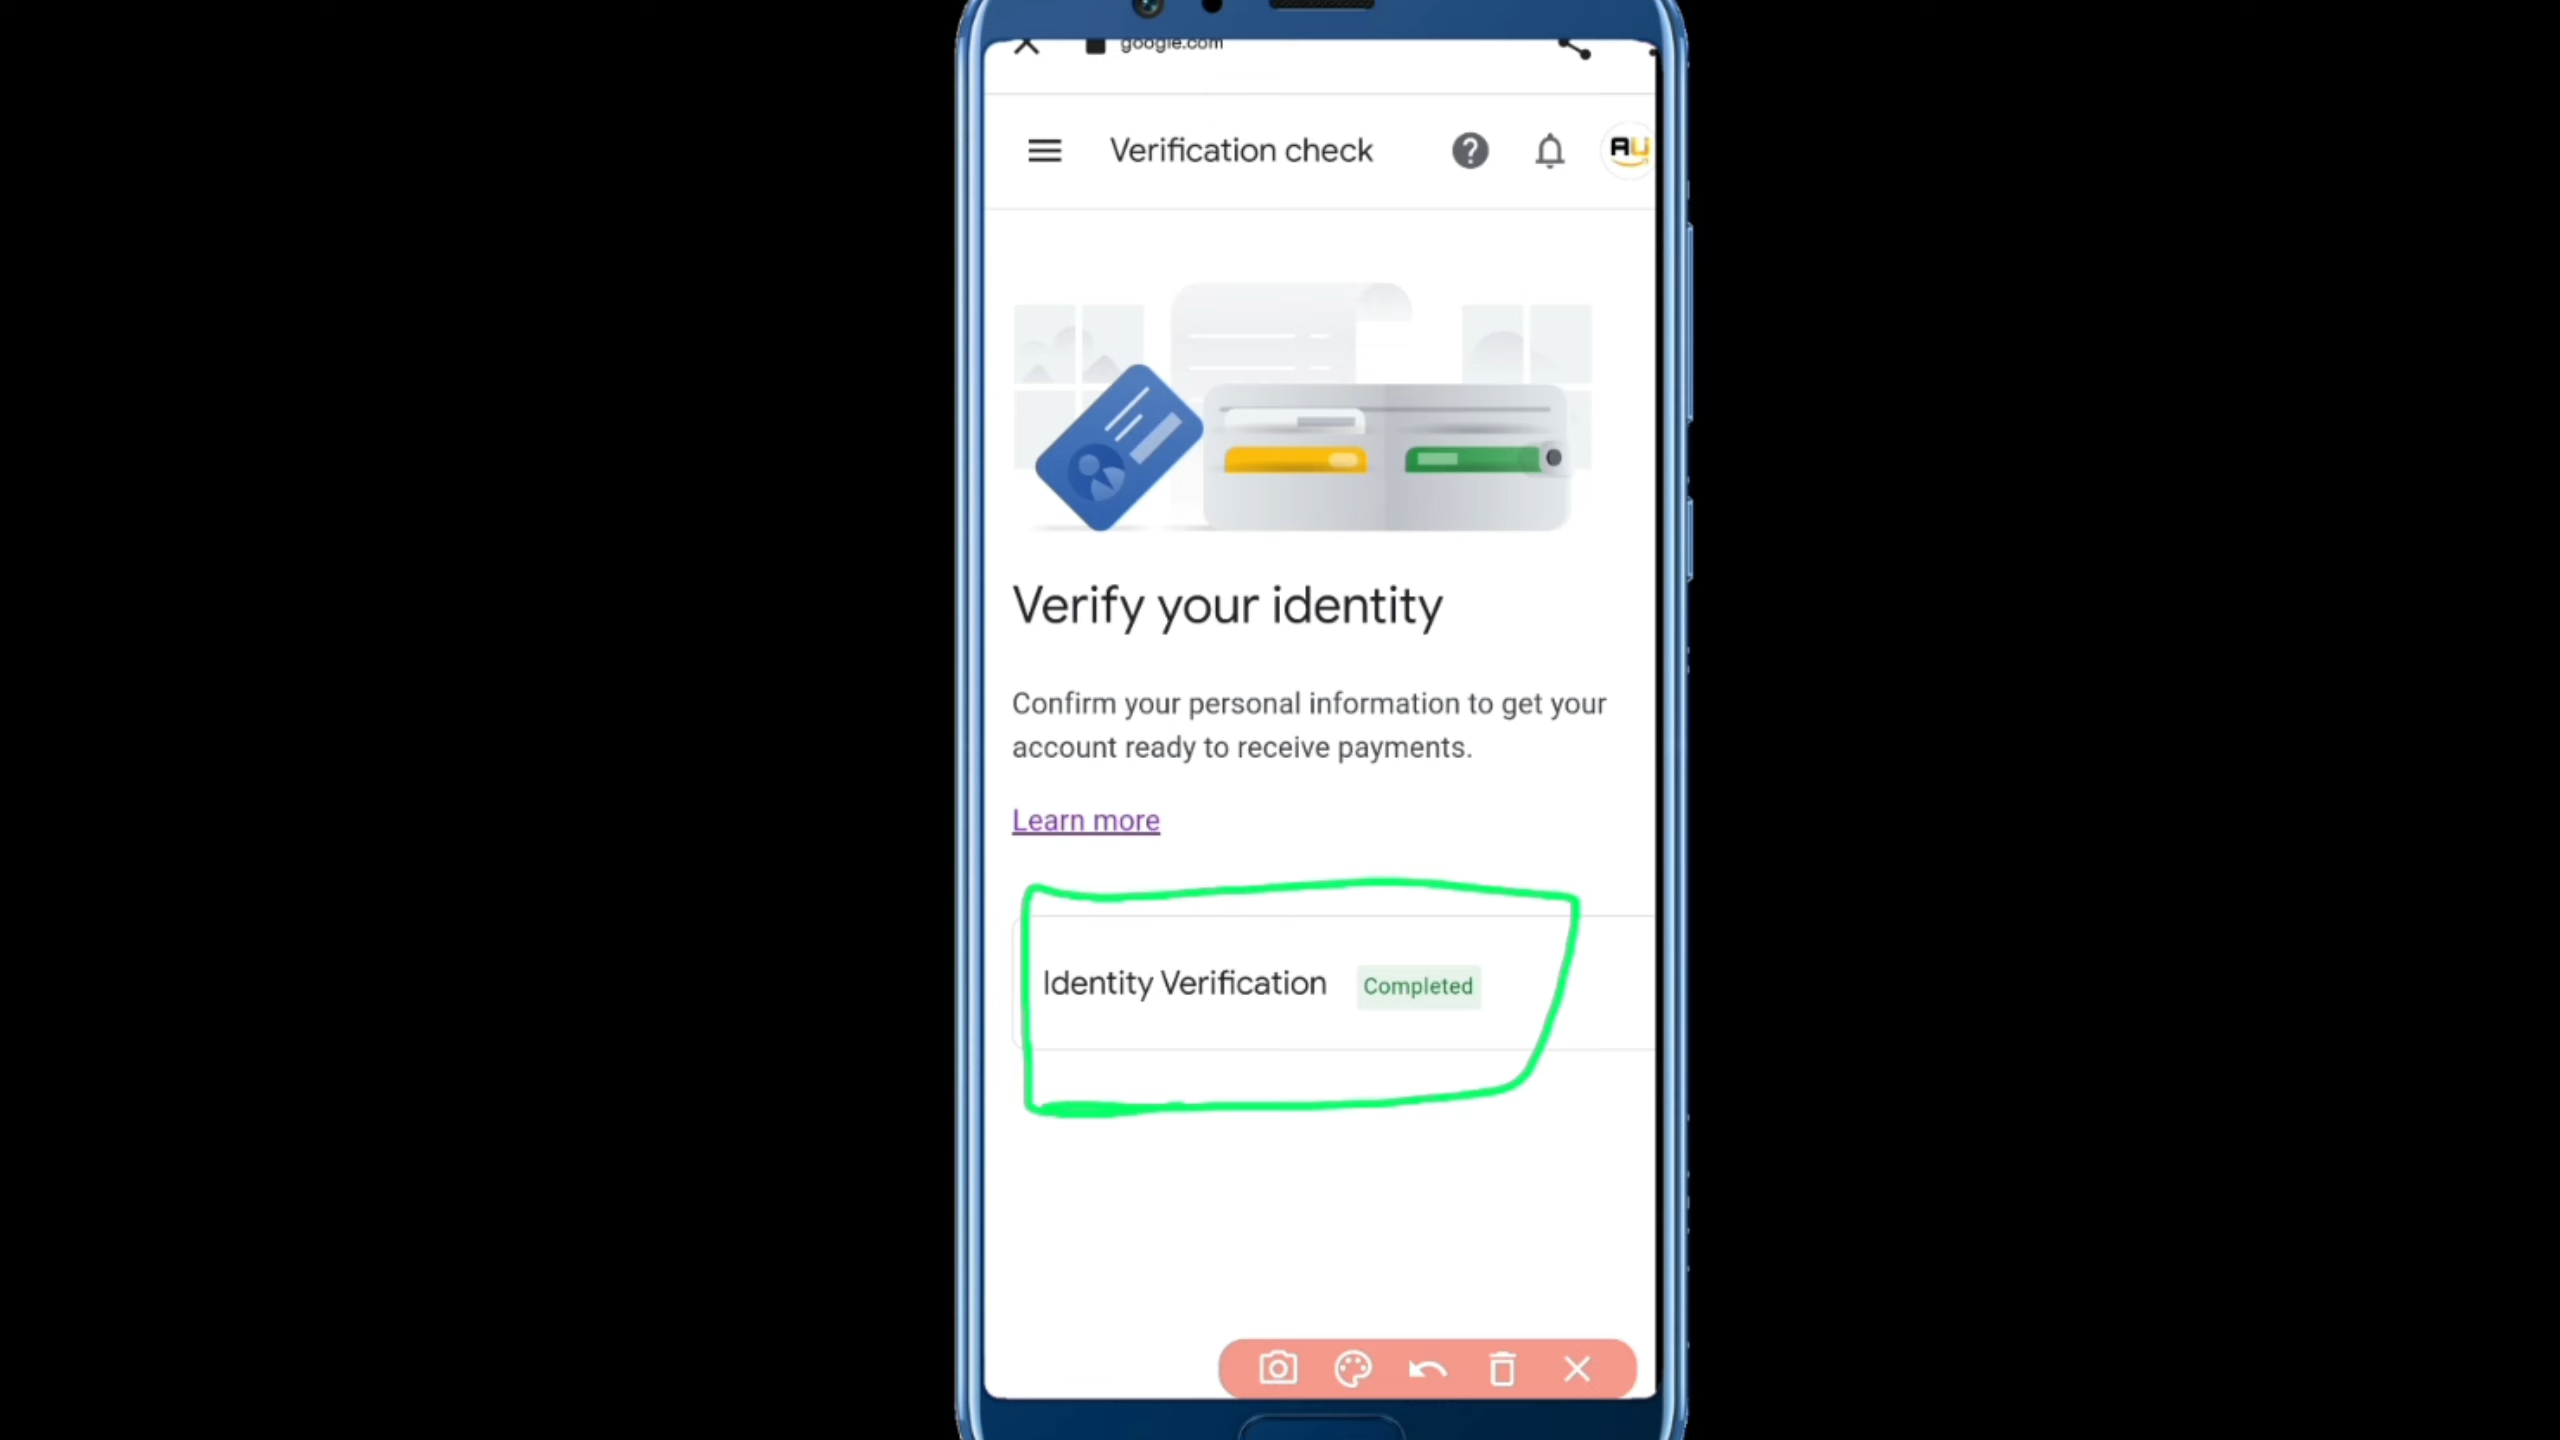 google.com
Verification check
AU
Verify your identity
Confirm your personal information to get your
account ready to receive payments.
Learn more
Identity Verification Completed